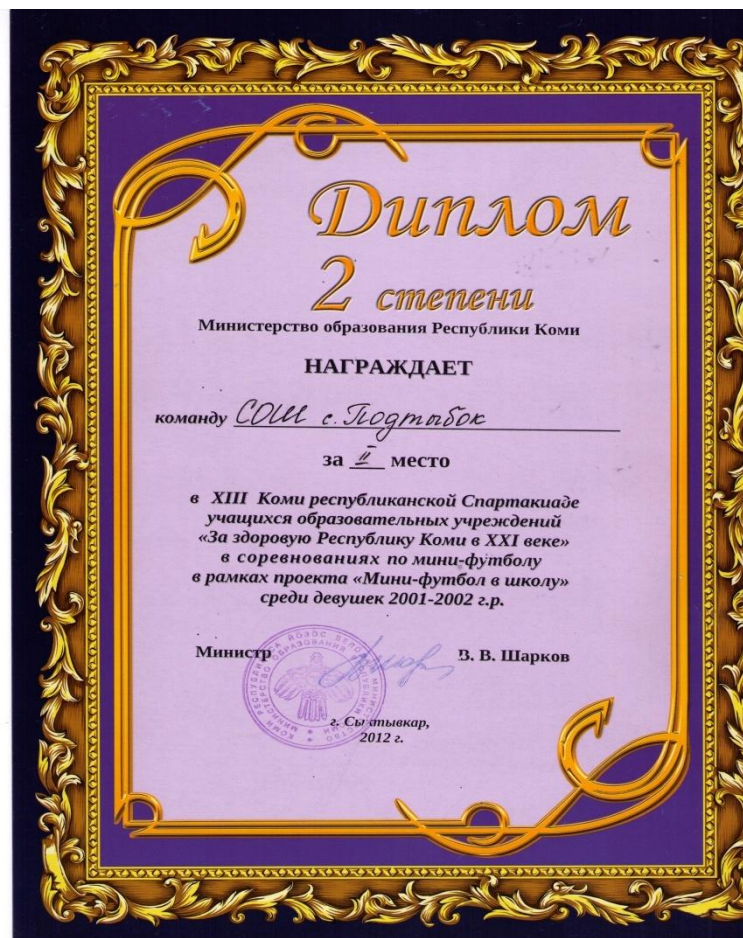 Диплом
2 степени
Министерство образования Республики Коми
НАГРАЖДАЕТ
команду СОШ с. Подтыбок
за II место
в XIII Коми республиканской Спартакиаде
учащихся образовательных учреждений
«За здоровую Республику Коми в XXI веке»
в соревнованиях по мини-футболу
в рамках проекта «Мини-футбол в школу»
среди девушек 2001-2002 г.р.
Министр В. В. Шарков
г. Сыктывкар,
2012 г.